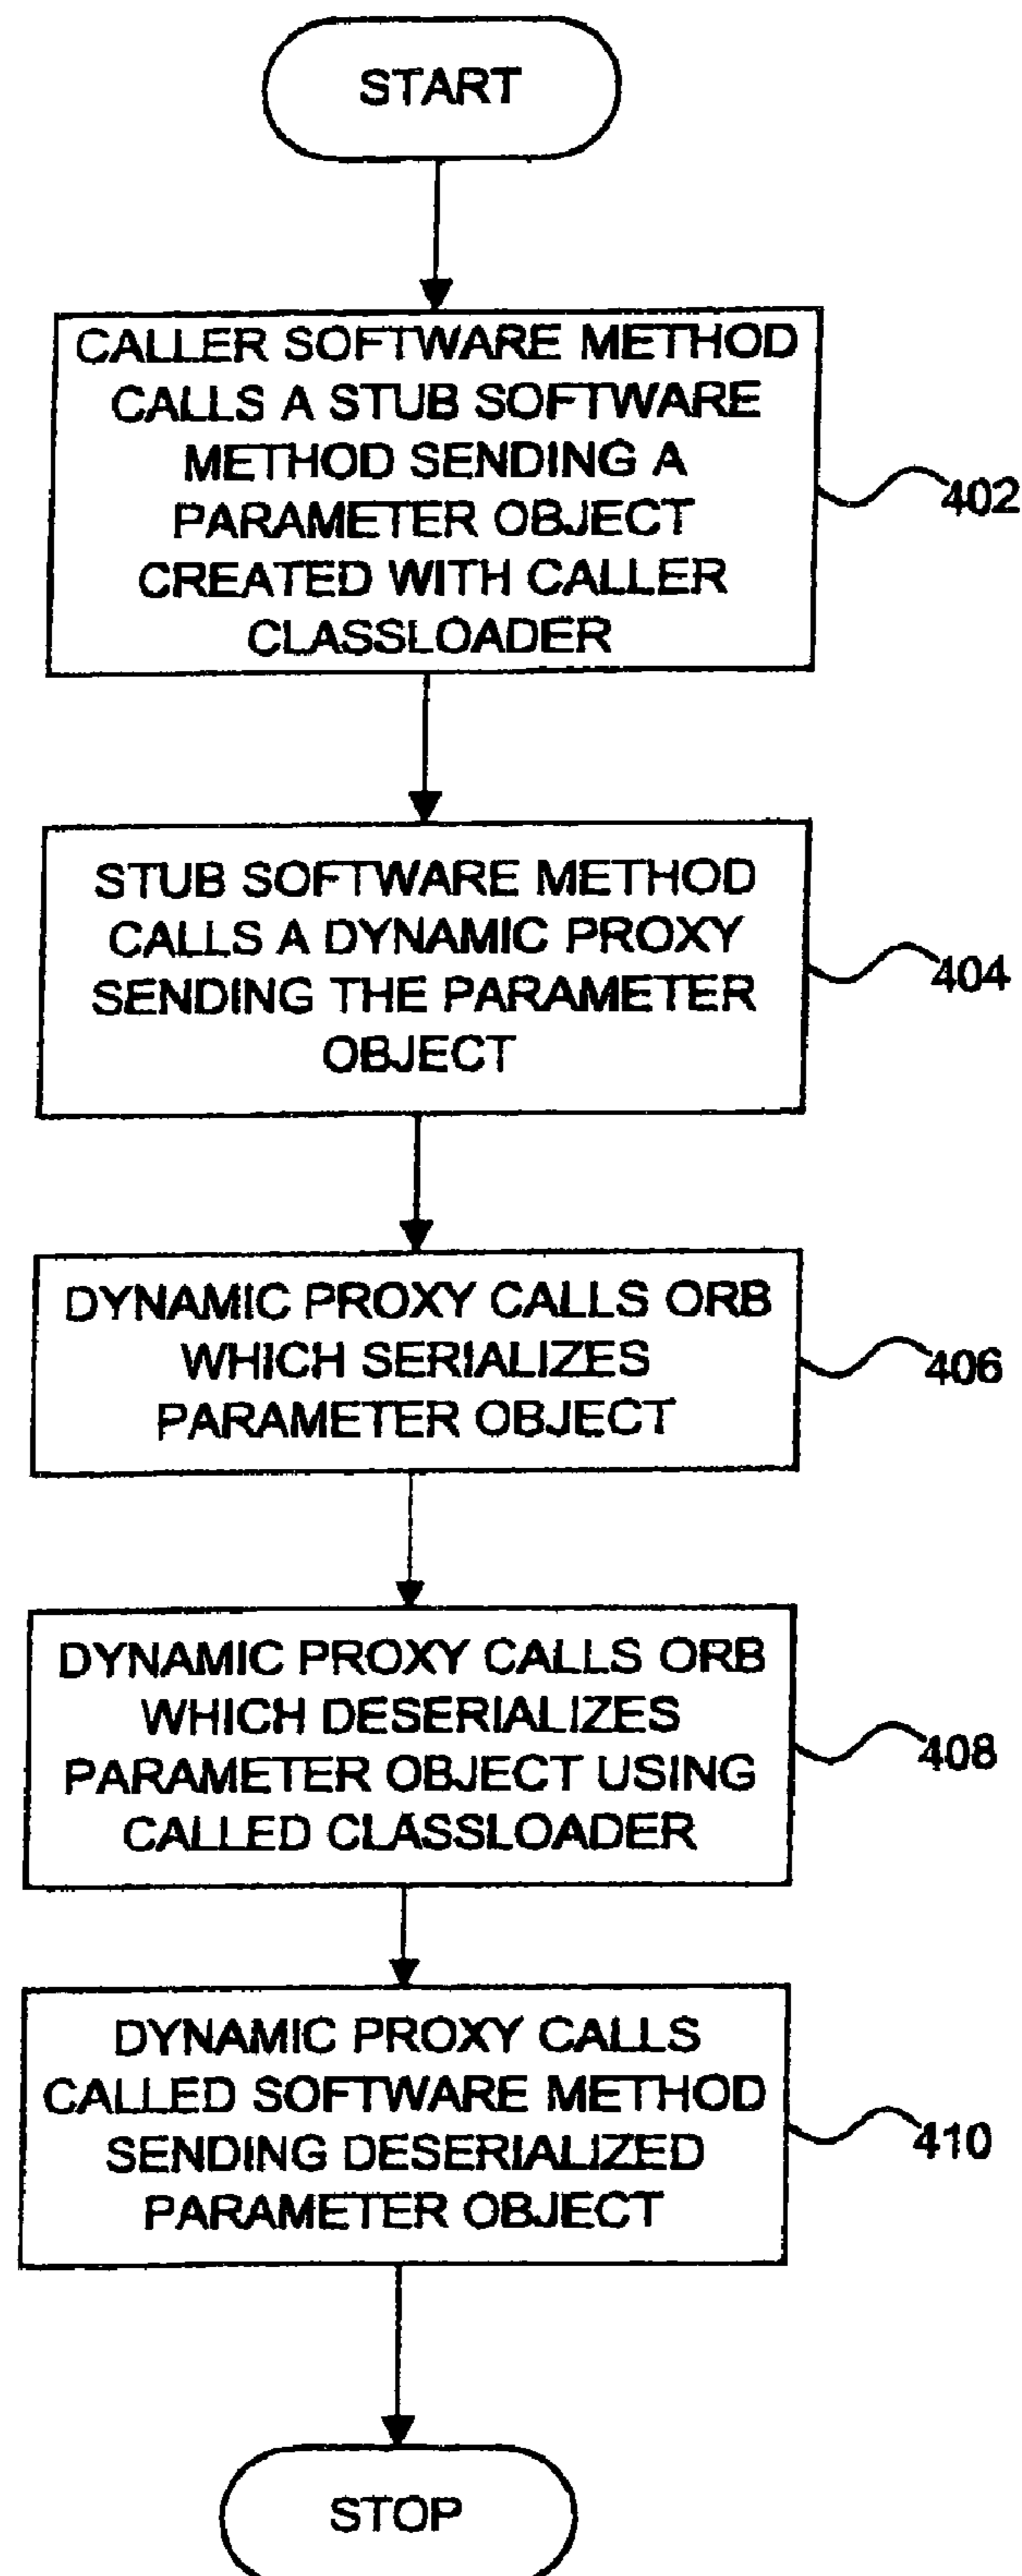 START
CALLER SOFTWARE METHOD
CALLS A STUB SOFTWARE
METHOD SENDING A
PARAMETER OBJECT
CREATED WITH CALLER
CLASSLOADER
402
STUB SOFTWARE METHOD
CALLS A DYNAMIC PROXY
SENDING THE PARAMETER
OBJECT
404
DYNAMIC PROXY CALLS ORB
WHICH SERIALIZES
PARAMETER OBJECT
406
DYNAMIC PROXY CALLS ORB
WHICH DESERIALIZES
PARAMETER OBJECT USING
CALLED CLASSLOADER
408
DYNAMIC PROXY CALLS
CALLED SOFTWARE METHOD
SENDING DESERIALIZED
PARAMETER OBJECT
410
STOP